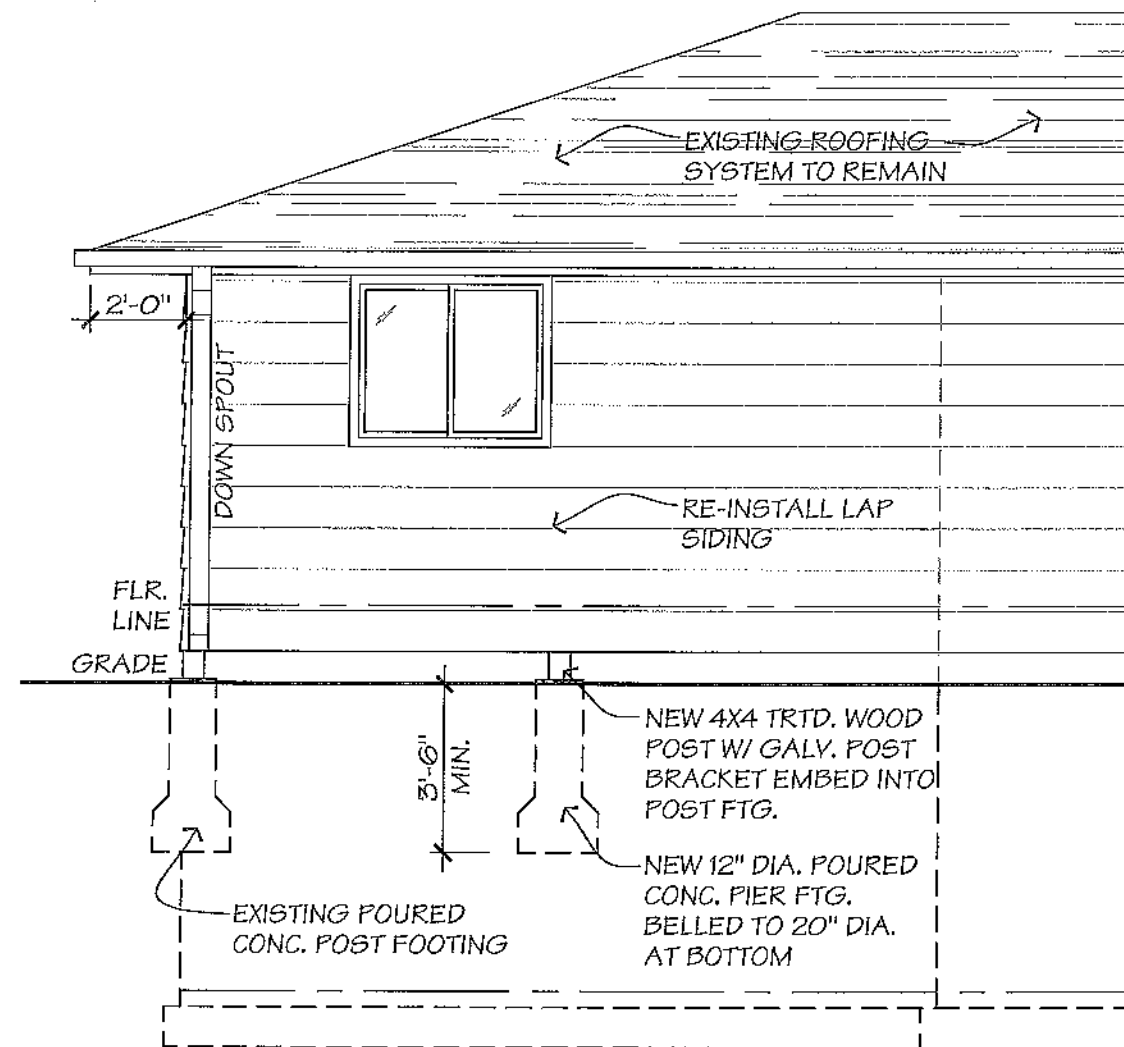 EXISTING ROOFING
SYSTEM TO REMAIN
2'-0"
DOWN SPOUT
RE-INSTALL LAP
SIDING
FLR.
LINE
GRADE
3'-6"
MIN.
NEW 4X4 TRTD. WOOD
POST W/ GALV. POST
BRACKET EMBED INTO
POST FTG.
NEW 12" DIA. POURED
CONC. PIER FTG.
BELLED TO 20" DIA.
AT BOTTOM
EXISTING POURED
CONC. POST FOOTING